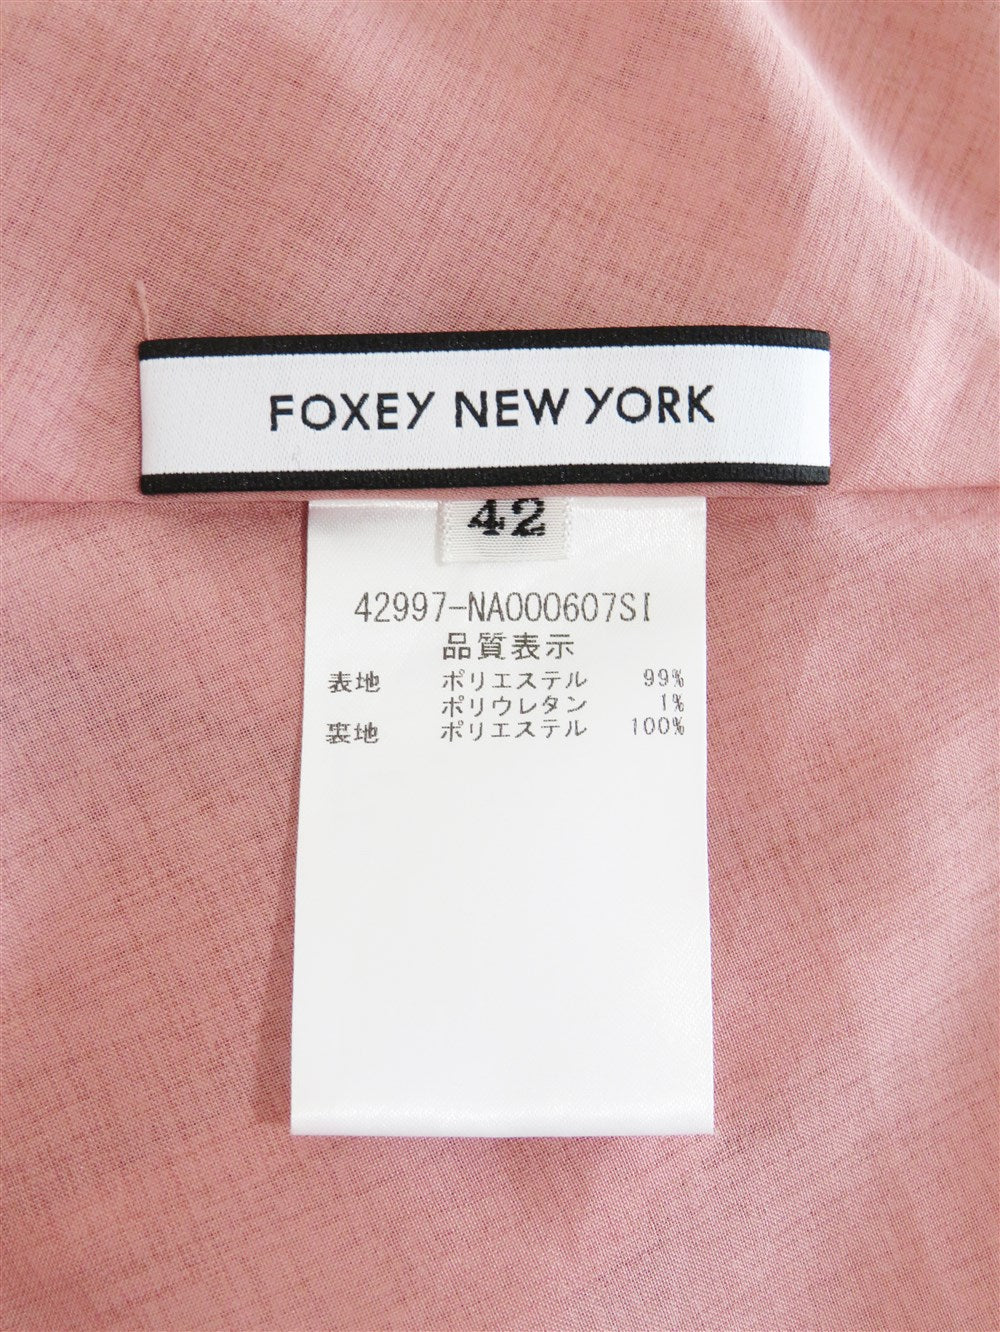 FOXEY NEW YORK
42
42997-NA000607SI
品質表示
表地 ポリエステル 99%
ポリウレタン 1%
裏地 ポリエステル 100%